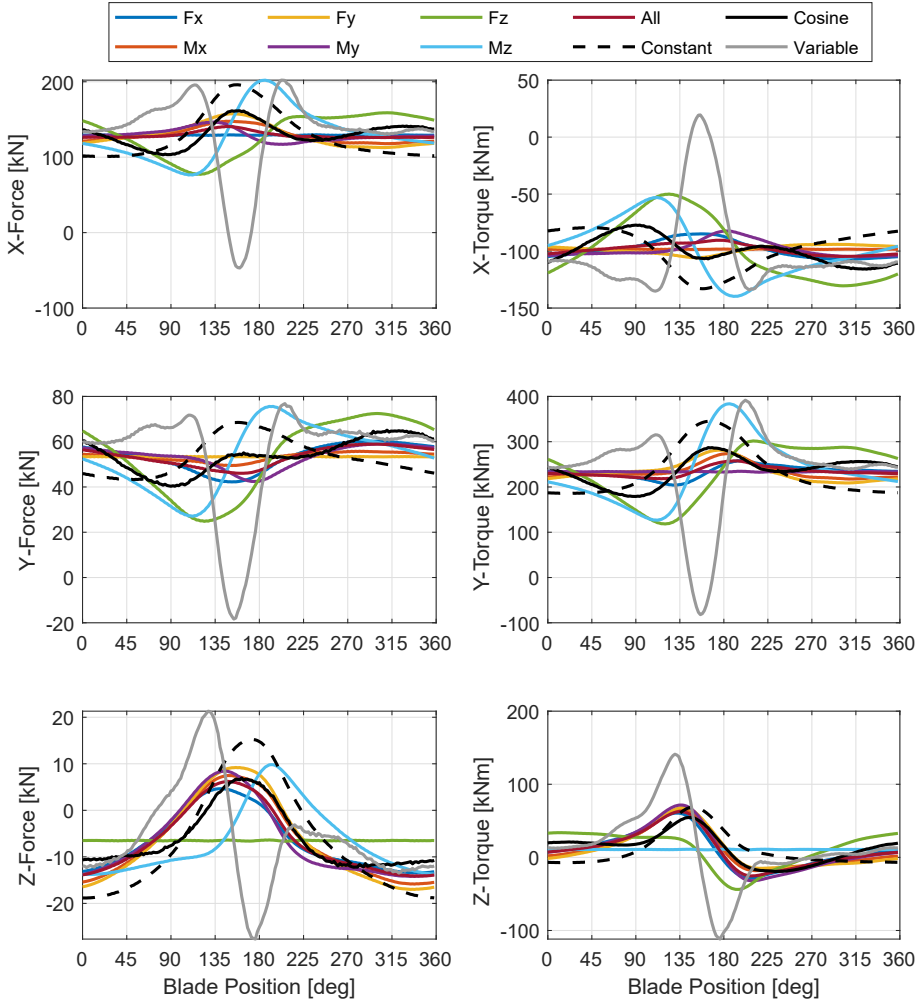 Fx Fy Fz All Cosine
Mx My Mz Constant Variable
X-Force [kN]
200
100
0
-100
0 45 90 135 180 225 270 315 360
X-Torque [kNm]
50
0
-50
-100
-150
0 45 90 135 180 225 270 315 360
Y-Force [kN]
80
60
40
20
0
-20
0 45 90 135 180 225 270 315 360
Y-Torque [kNm]
400
300
200
100
0
-100
0 45 90 135 180 225 270 315 360
Z-Force [kN]
20
10
0
-10
-20
0 45 90 135 180 225 270 315 360
Blade Position [deg]
Z-Torque [kNm]
200
100
0
-100
0 45 90 135 180 225 270 315 360
Blade Position [deg]